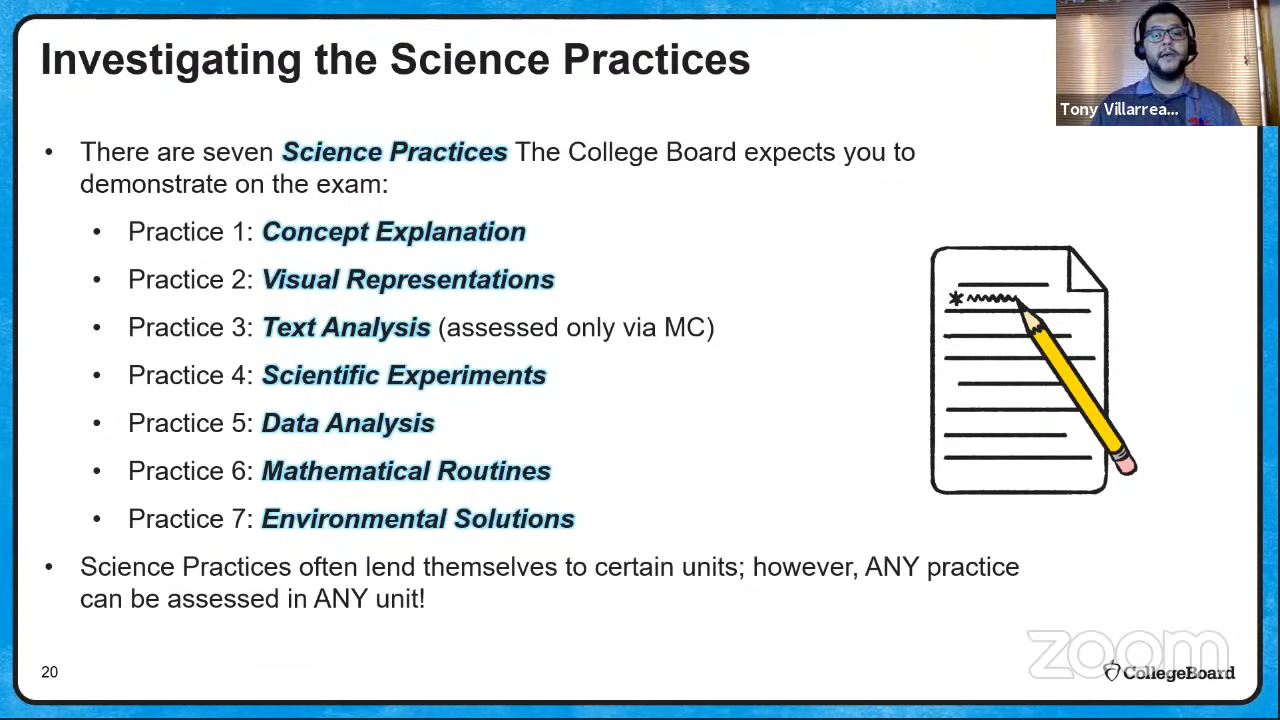 Investigating the Science Practices
Tony Villarrea...
• There are seven Science Practices The College Board expects you to
demonstrate on the exam:
• Practice 1: Concept Explanation
• Practice 2: Visual Representations
• Practice 3: Text Analysis (assessed only via MC)
• Practice 4: Scientific Experiments
• Practice 5: Data Analysis
• Practice 6: Mathematical Routines
• Practice 7: Environmental Solutions
• Science Practices often lend themselves to certain units; however, ANY practice
can be assessed in ANY unit!
zoom
20
CollegeBoard